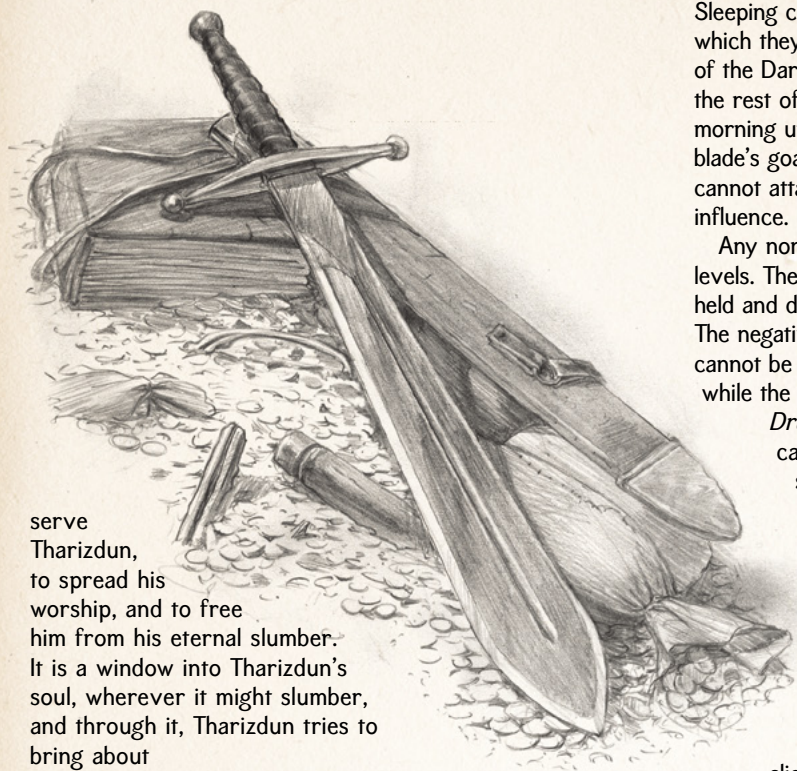 serve
Tharizdun,
to spread his
worship, and to free
him from his eternal slumber.
It is a window into Tharizdun's
soul, wherever it might slumber,
and through it, Tharizdun tries to
bring about
Sleeping c
which they
of the Dar
the rest of
morning u
blade's goa
cannot atta
influence.
Any nor
levels. The
held and d
The negati
cannot be
while the
Dr
ca
s